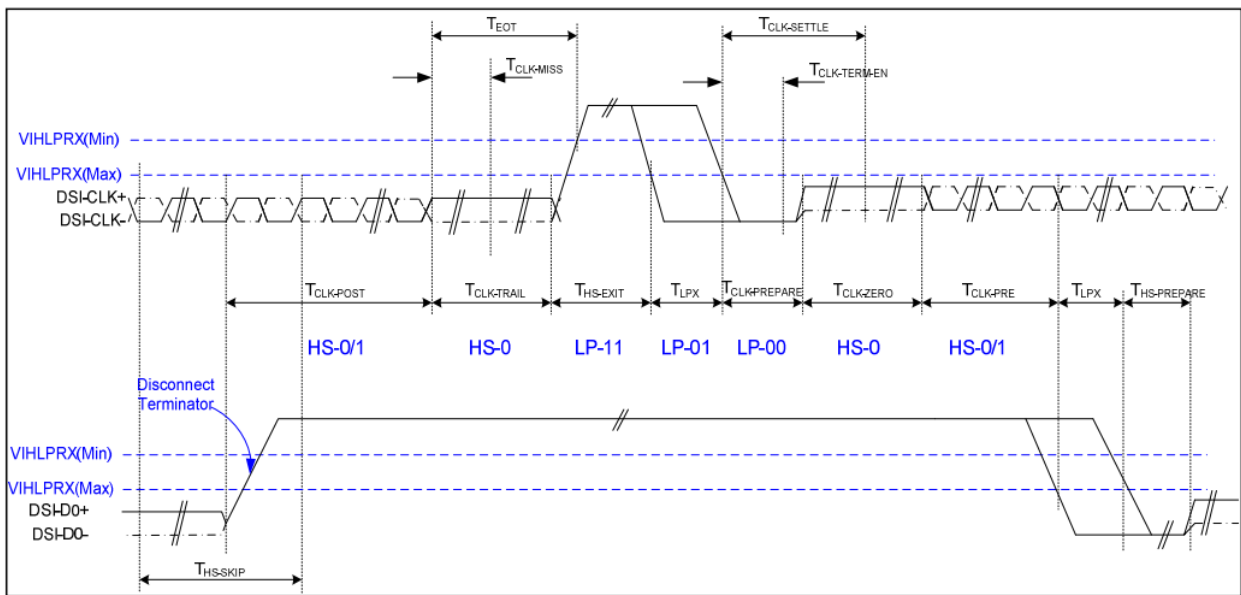 TEOT
TCLK-SETTLE
TCLK-MISS
TCLK-TERM-EN
VIHLPRX(Min)
VIHLPRX(Max)
DSI-CLK+
DSI-CLK-
TCLK-POST
TCLK-TRAIL
THS-EXIT
TLPX
TCLK-PREPARE
TCLK-ZERO
TCLK-PRE
TLPX
THS-PREPARE
HS-0/1
HS-0
LP-11
LP-01
LP-00
HS-0
HS-0/1
Disconnect
Terminator
VIHLPRX(Min)
VIHLPRX(Max)
DSI-D0+
DSI-D0-
THS-SKIP